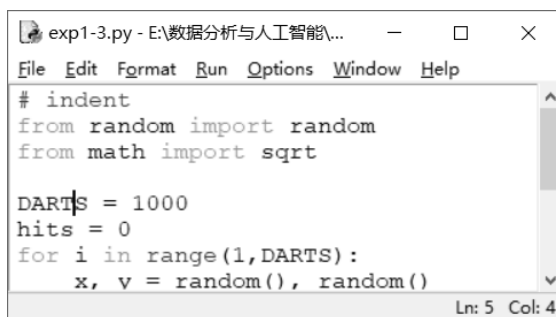 exp1-3.py - E:\数据分析与人工智能\...
File Edit Format Run Options Window Help
# indent
from random import random
from math import sqrt
DARTS = 1000
hits = 0
for i in range(1,DARTS):
x, y = random(), random()
Ln: 5 Col: 4